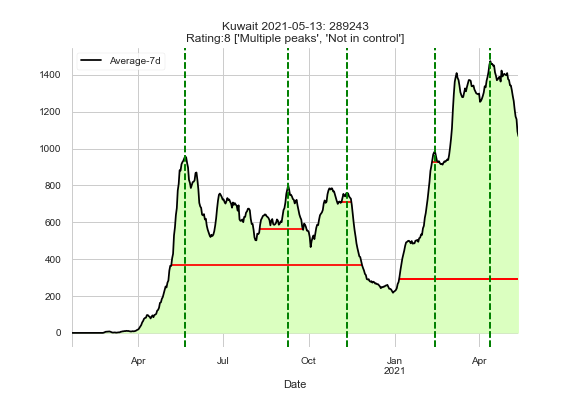 Kuwait 2021-05-13: 289243
Rating:8 ['Multiple peaks', 'Not in control']
Average-7d
1400
1200
1000
800
600
400
200
0
Apr
Jul
Oct
Jan
2021
Apr
Date